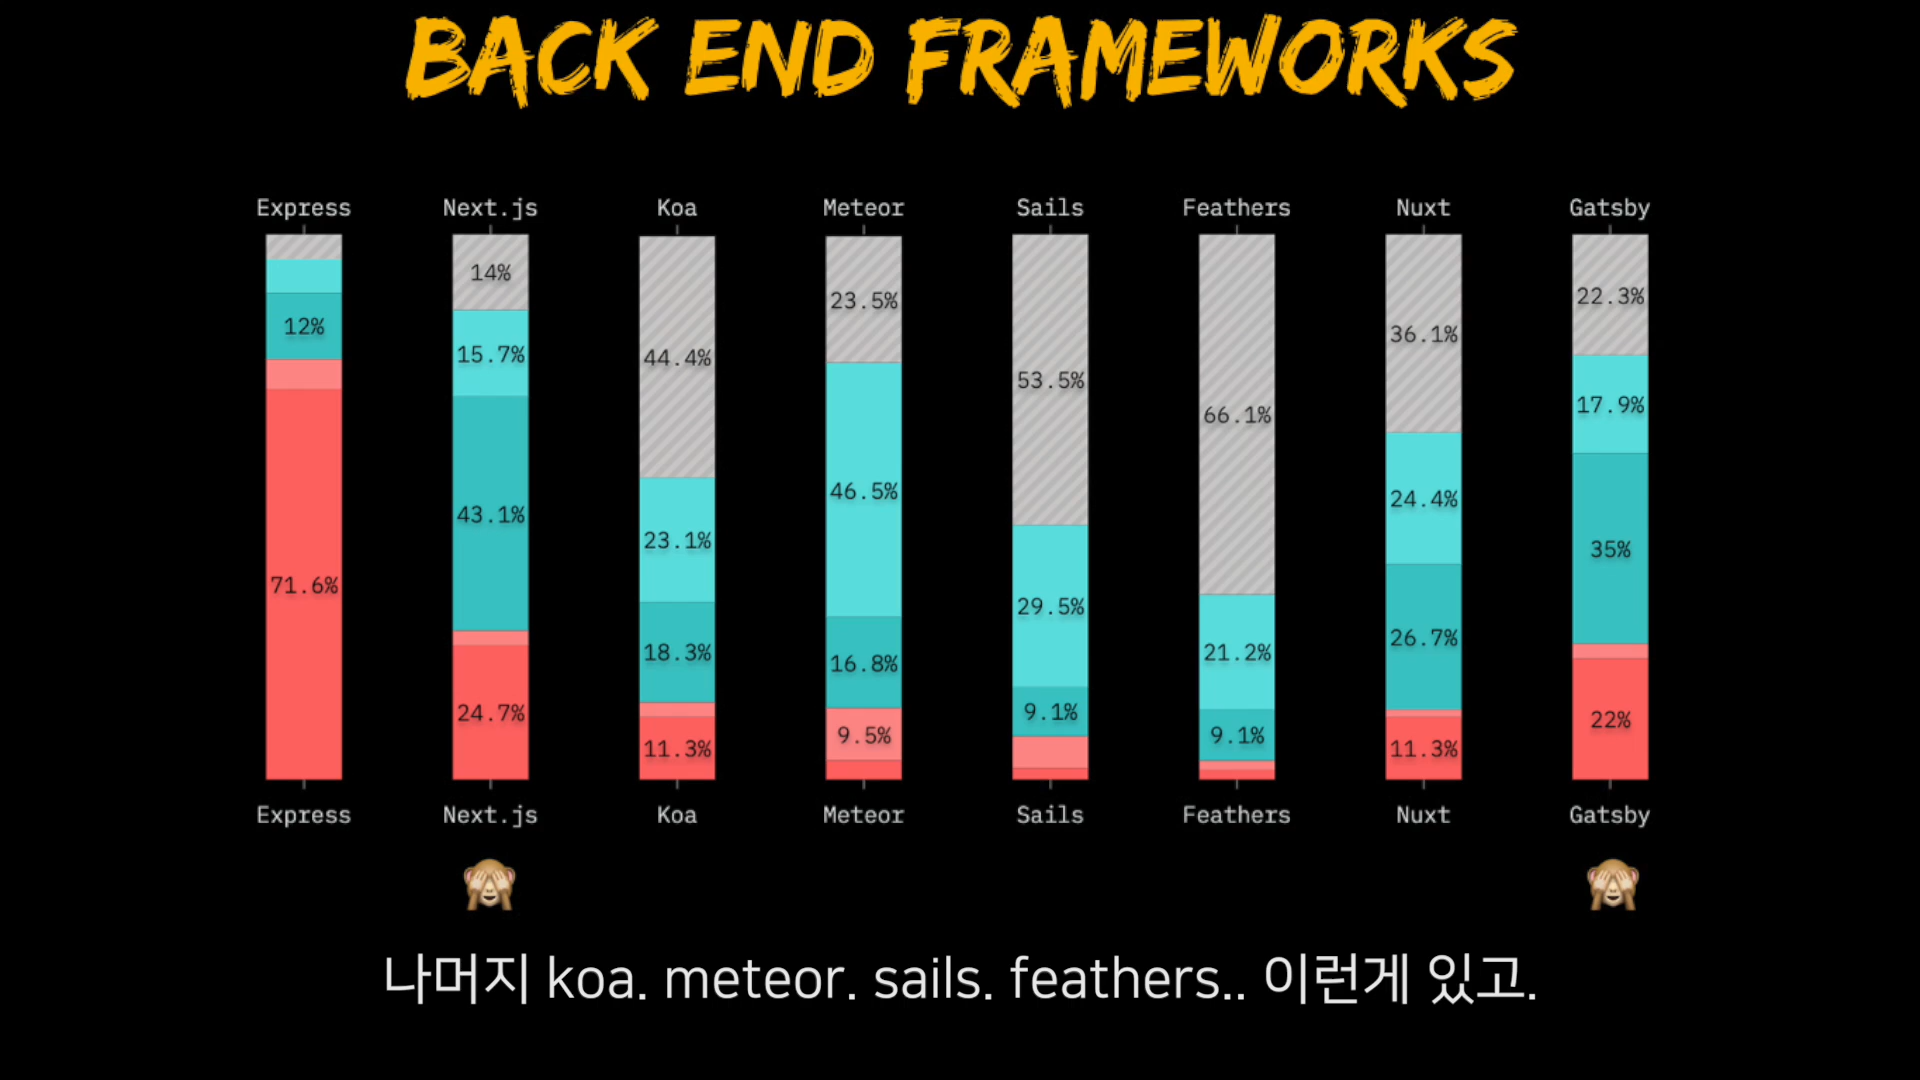 BACK END FRAMEWORKS
Express Next.js Koa Meteor Sails Feathers Nuxt Gatsby
12% 71.6%
14% 15.7% 43.1% 24.7%
44.4% 23.1% 18.3% 11.3%
23.5% 46.5% 16.8% 9.5%
53.5% 29.5% 9.1%
66.1% 21.2% 9.1%
36.1% 24.4% 26.7% 11.3%
22.3% 17.9% 35% 22%
Express Next.js Koa Meteor Sails Feathers Nuxt Gatsby
나머지 koa. meteor. sails. feathers.. 이런게 있고.